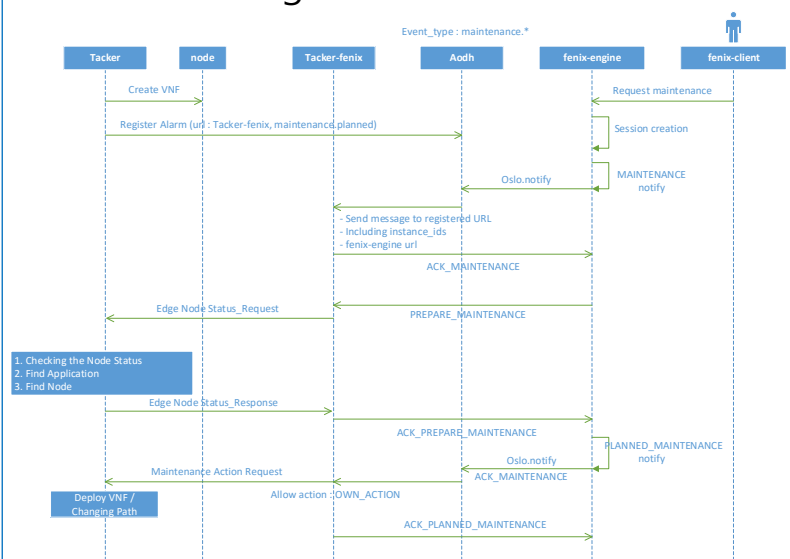 Event_type : maintenance.*
Tacker
node
Tacker-fenix
Aodh
fenix-engine
fenix-client
Create VNF
Request maintenance
Register Alarm (url : Tacker-fenix, maintenance.planned)
Session creation
MAINTENANCE
notify
Oslo.notify
- Send message to registered URL
- Including instance_ids
- fenix-engine url
ACK_MAINTENANCE
Edge Node Status_Request
PREPARE_MAINTENANCE
1. Checking the Node Status
2. Find Application
3. Find Node
Edge Node Status_Response
ACK_PREPARE_MAINTENANCE
PLANNED_MAINTENANCE
notify
Oslo.notify
Maintenance Action Request
ACK_MAINTENANCE
Allow action : OWN_ACTION
Deploy VNF /
Changing Path
ACK_PLANNED_MAINTENANCE